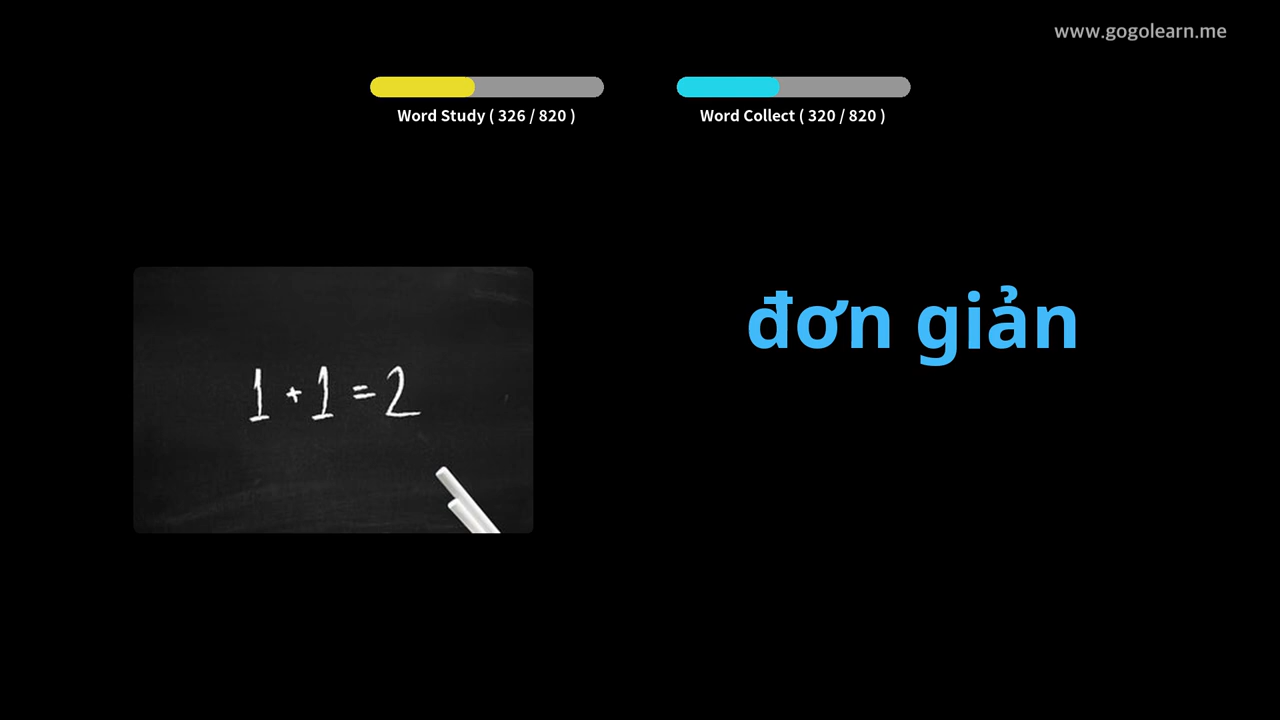 www.gogolearn.me
Word Study ( 326 / 820 )
Word Collect ( 320 / 820 )
đơn giản
1 + 1 = 2